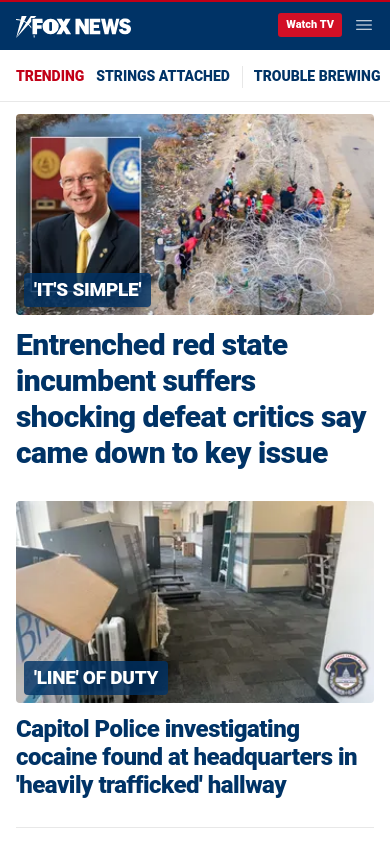 FOX NEWS
Watch TV
TRENDING STRINGS ATTACHED TROUBLE BREWING
'IT'S SIMPLE'
Entrenched red state
incumbent suffers
shocking defeat critics say
came down to key issue
'LINE' OF DUTY
Capitol Police investigating
cocaine found at headquarters in
'heavily trafficked' hallway